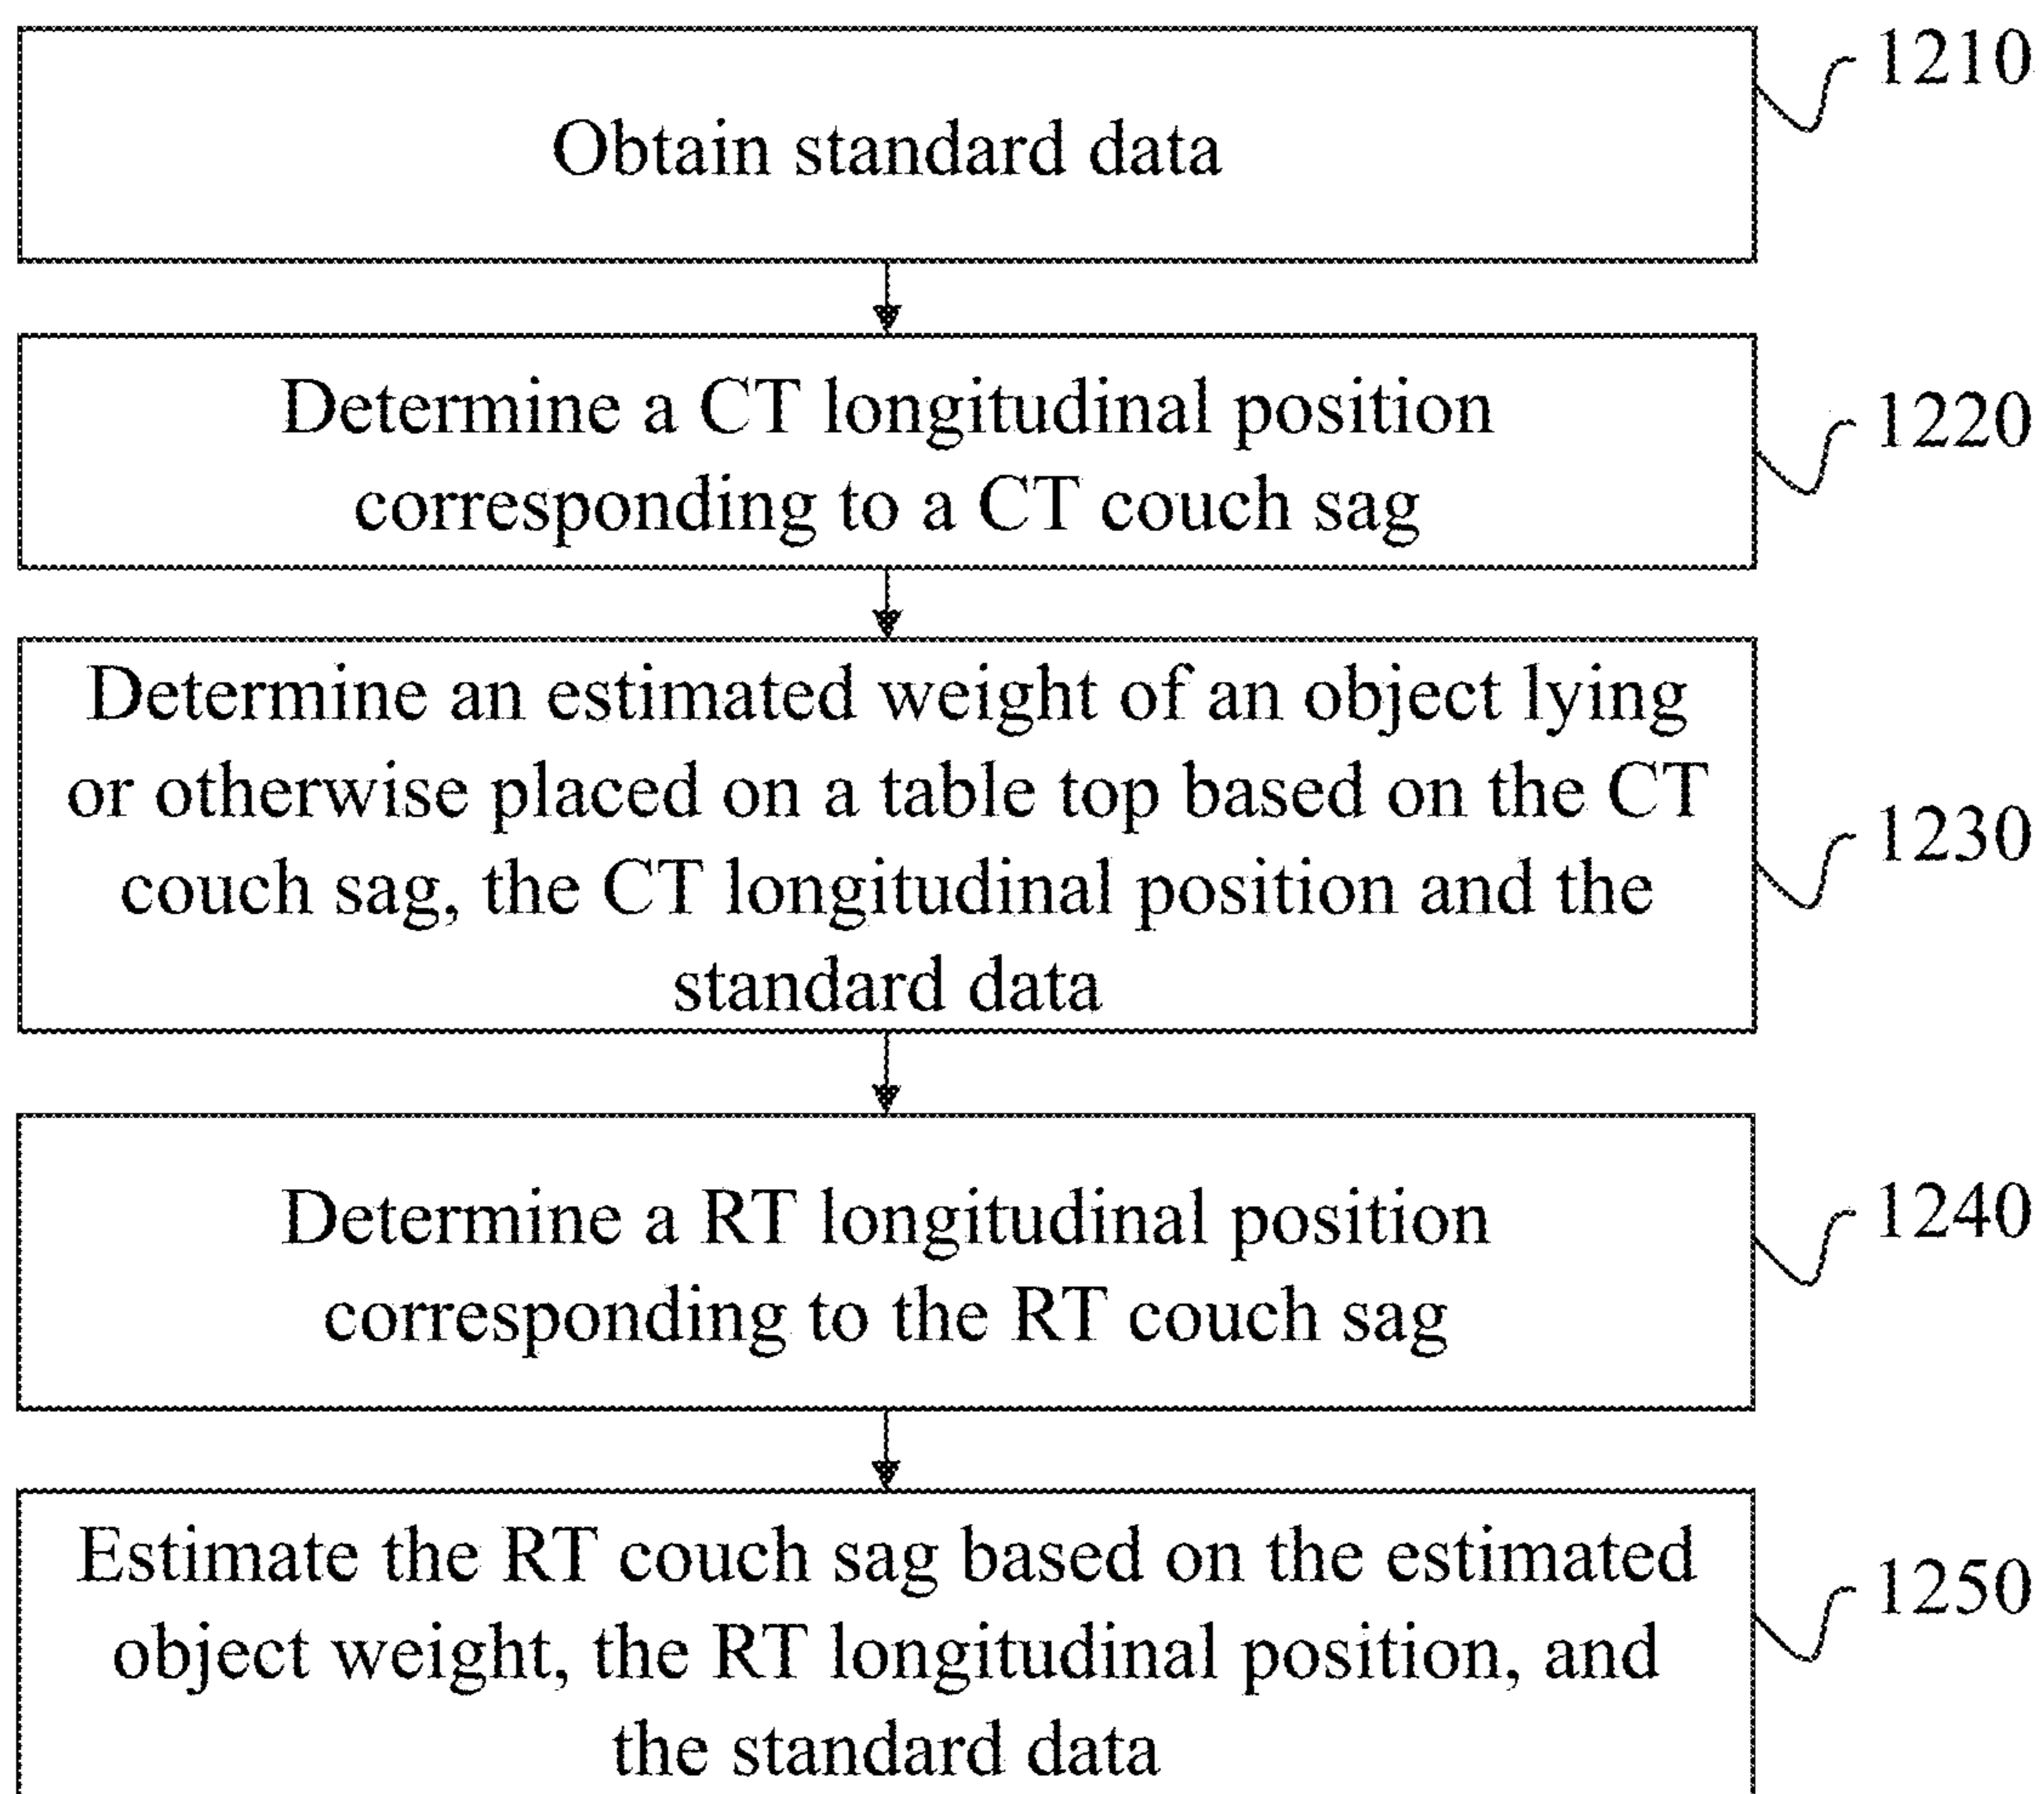 1210
Obtain standard data
Determine a CT longitudinal position
corresponding to a CT couch sag
1220
Determine an estimated weight of an object lying
or otherwise placed on a table top based on the CT
couch sag, the CT longitudinal position and the
standard data
1230
Determine a RT longitudinal position
corresponding to the RT couch sag
1240
Estimate the RT couch sag based on the estimated
object weight, the RT longitudinal position, and
the standard data
1250